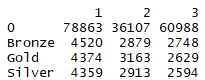 1 2 3
0 78863 36107 60988
Bronze 4520 2879 2748
Gold 4374 3163 2629
Silver 4359 2913 2594